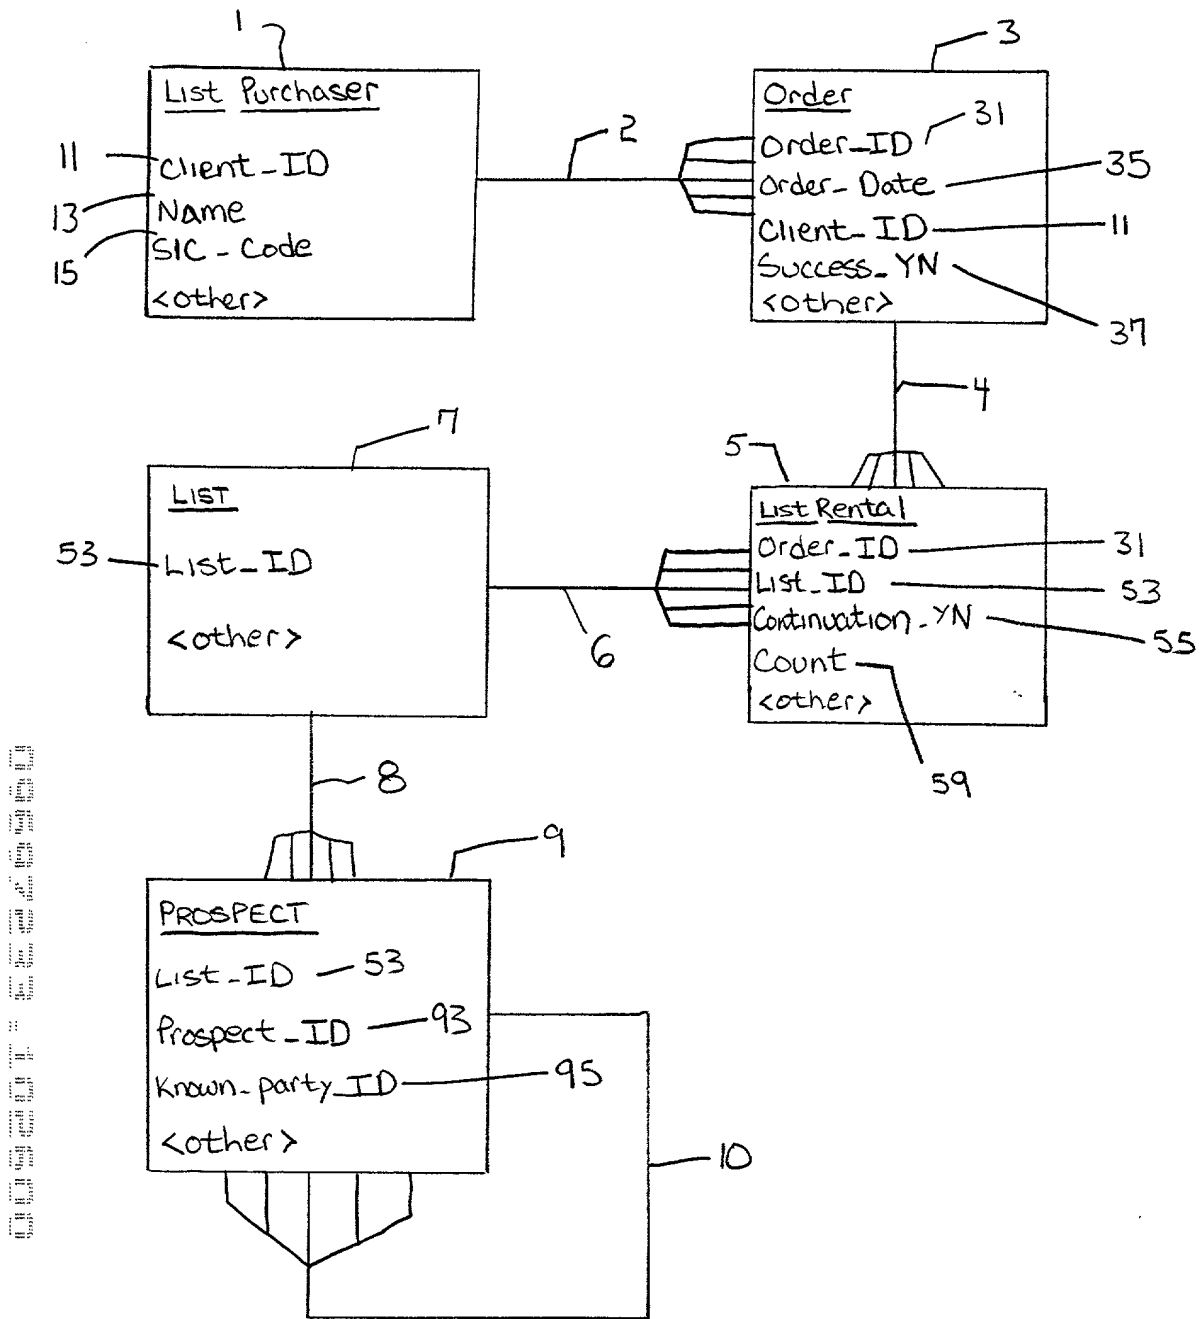 1
List Purchaser
11
Client_ID
13
Name
15
SIC_Code
<other>
2
3
Order
Order_ID
31
Order_Date
35
Client_ID
11
Success_YN
37
<other>
4
7
LIST
53
List_ID
<other>
6
5
List Rental
Order_ID
31
List_ID
53
Continuation_YN
55
Count
59
<other>
8
9
PROSPECT
List_ID
53
Prospect_ID
93
Known_party_ID
95
<other>
10